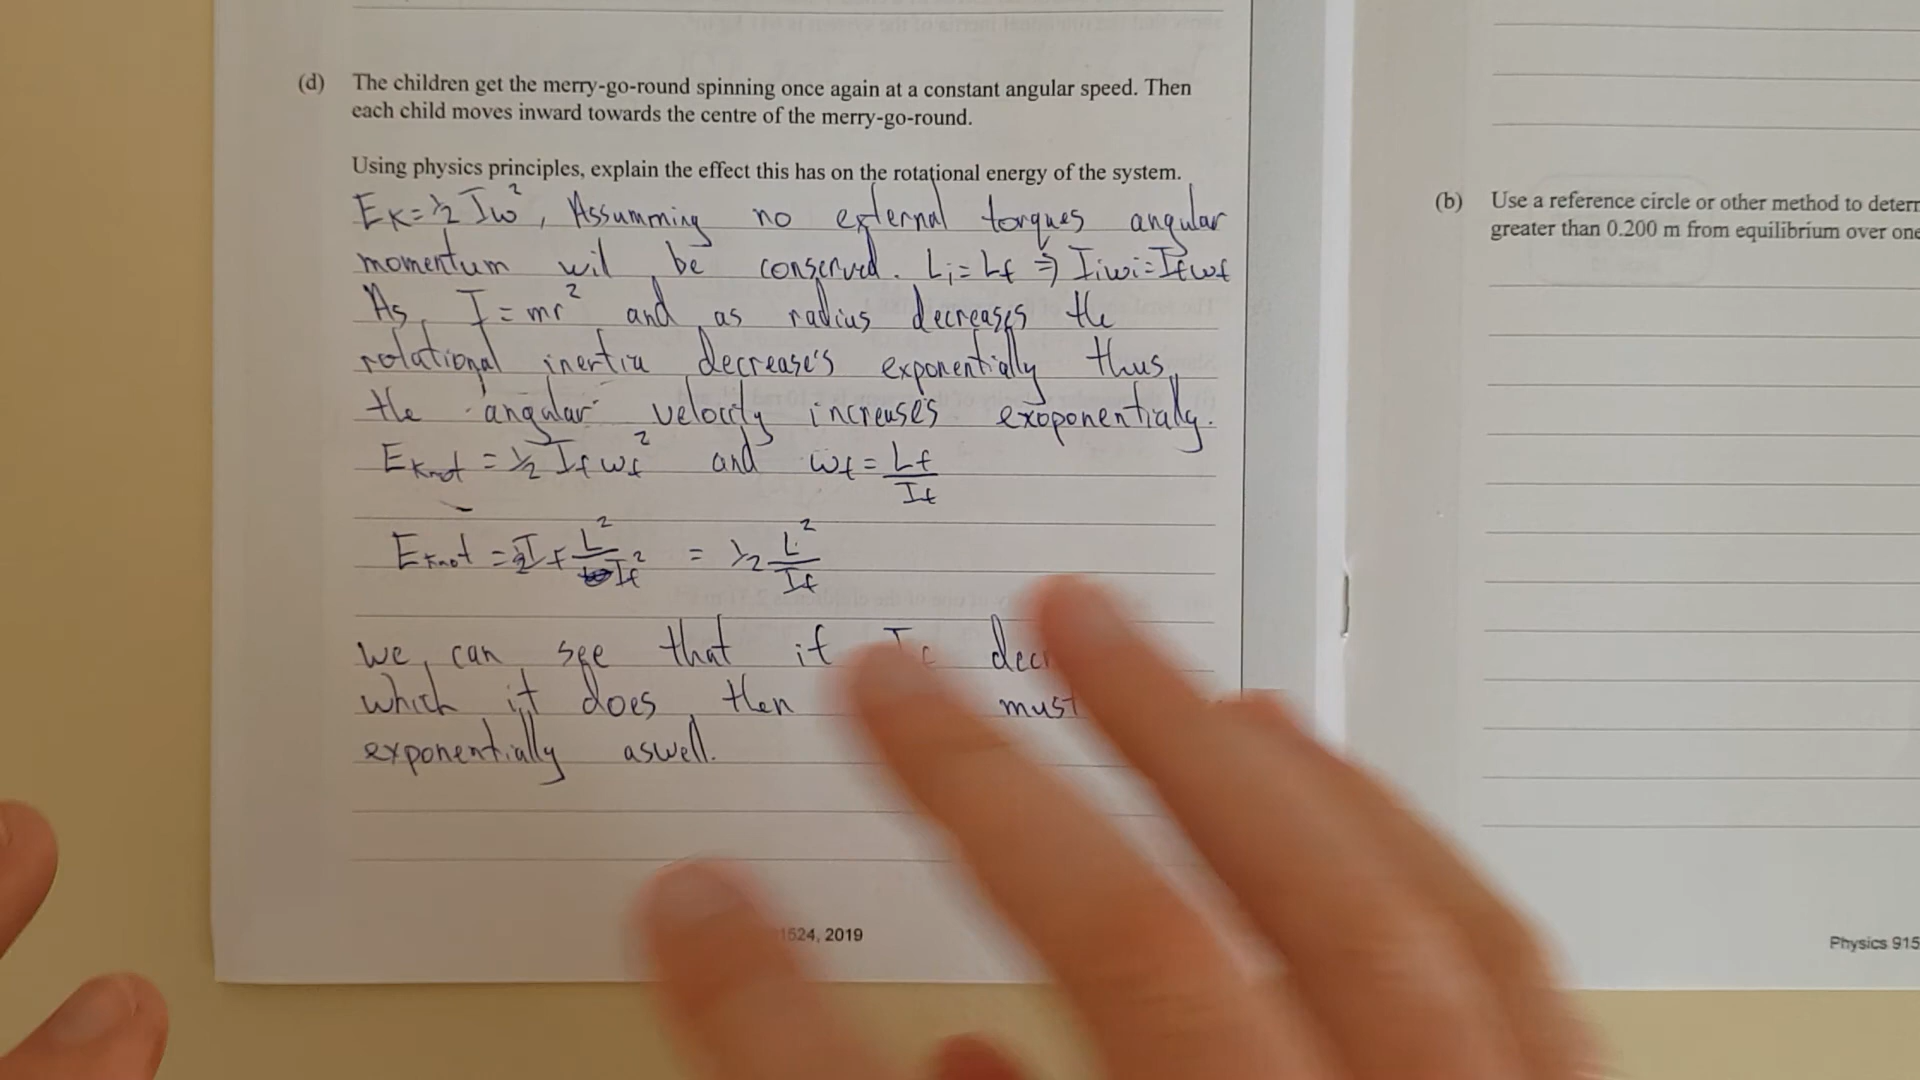 (d) The children get the merry-go-round spinning once again at a constant angular speed. Then
each child moves inward towards the centre of the merry-go-round.
Using physics principles, explain the effect this has on the rotational energy of the system.
EK=½Iω², Assumming no external torques angular
momentum wil be conserved. Li=Lf ⇒ Iiωi=Ifωf
As I=mr² and as radius decreases the
rotational inertia decrease's exponentially thus
the angular velocity increase's exoponentialy.
EKrot = ½ Ifωf² and ωf = Lf/If
EKrot = ½If L²/If² = ½ L²/If
we can see that if
which it does then must
exponentially aswell.
1524, 2019
(b) Use a reference circle or other method to
greater than 0.200 m from equilibrium over one
Physics 915